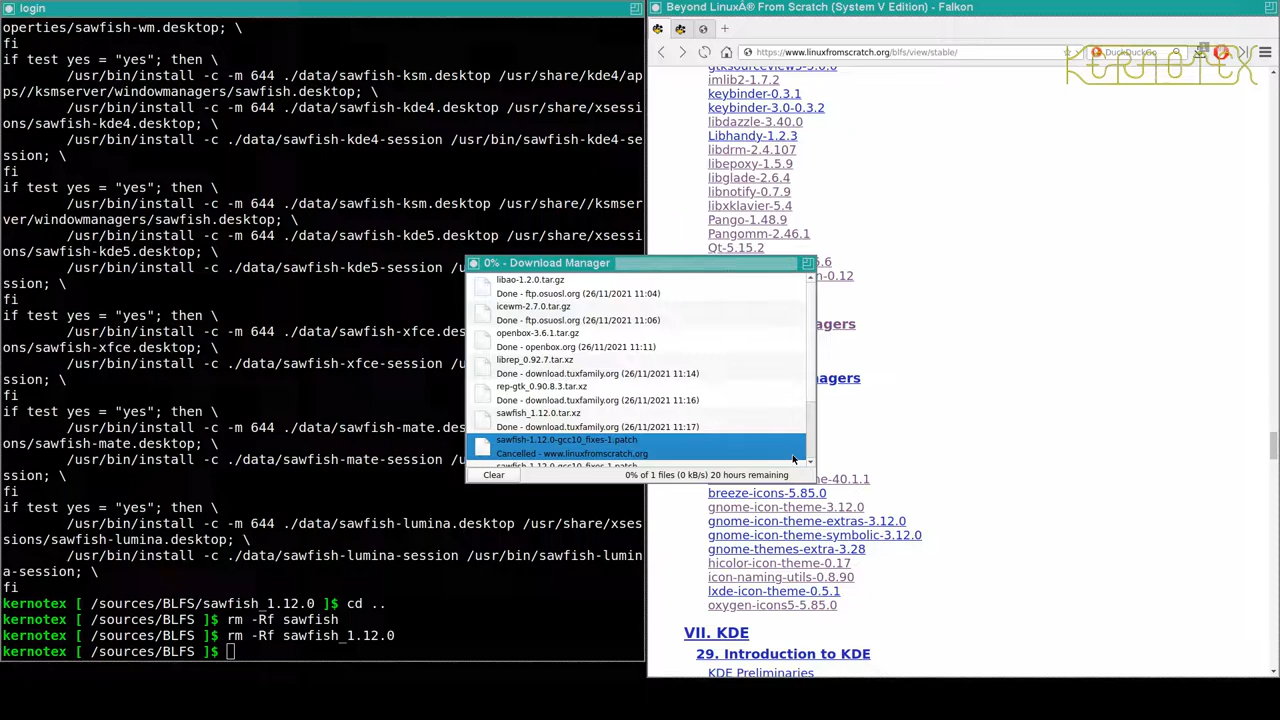 login
operties/sawfish-wm.desktop; \
fi
if test yes = "yes"; then \
/usr/bin/install -c -m 644 ./data/sawfish-ksm.desktop /usr/share/kde4/ap
ps//ksmserver/windowmanagers/sawfish.desktop; \
/usr/bin/install -c -m 644 ./data/sawfish-kde4.desktop /usr/share/xsessi
ons/sawfish-kde4.desktop; \
/usr/bin/install -c ./data/sawfish-kde4-session /usr/bin/sawfish-kde4-se
ssion; \
fi
if test yes = "yes"; then \
/usr/bin/install -c -m 644 ./data/sawfish-ksm.desktop /usr/share//ksmser
ver/windowmanagers/sawfish.desktop; \
/usr/bin/install -c -m 644 ./data/sawfish-kde5.desktop /usr/share/xsessi
ons/sawfish-kde5.desktop; \
/usr/bin/install -c ./data/sawfish-kde5-session /u
ssion; \
fi
if test yes = "yes"; then \
/usr/bin/install -c -m 644 ./data/sawfish-xfce.des
ons/sawfish-xfce.desktop; \
/usr/bin/install -c ./data/sawfish-xfce-session /u
ssion; \
fi
if test yes = "yes"; then \
/usr/bin/install -c -m 644 ./data/sawfish-mate.des
ons/sawfish-mate.desktop; \
/usr/bin/install -c ./data/sawfish-mate-session /u
ssion; \
fi
if test yes = "yes"; then \
/usr/bin/install -c -m 644 ./data/sawfish-lumina.desktop /usr/share/xses
sions/sawfish-lumina.desktop; \
/usr/bin/install -c ./data/sawfish-lumina-session /usr/bin/sawfish-lumin
a-session; \
fi
kernotex [ /sources/BLFS/sawfish_1.12.0 ]$ cd ..
kernotex [ /sources/BLFS ]$ rm -Rf sawfish
kernotex [ /sources/BLFS ]$ rm -Rf sawfish_1.12.0
kernotex [ /sources/BLFS ]$
0% - Download Manager
libao-1.2.0.tar.gz
Done - ftp.osuosl.org (26/11/2021 11:04)
icewm-2.7.0.tar.gz
Done - ftp.osuosl.org (26/11/2021 11:06)
openbox-3.6.1.tar.gz
Done - openbox.org (26/11/2021 11:11)
librep_0.92.7.tar.xz
Done - download.tuxfamily.org (26/11/2021 11:14)
rep-gtk_0.90.8.3.tar.xz
Done - download.tuxfamily.org (26/11/2021 11:16)
sawfish_1.12.0.tar.xz
Done - download.tuxfamily.org (26/11/2021 11:17)
sawfish-1.12.0-gcc10_fixes-1.patch
Cancelled - www.linuxfromscratch.org
sawfish-1.12.0-gcc10_fixes-1.patch
Clear
0% of 1 files (0 kB/s) 20 hours remaining
Beyond LinuxÂ® From Scratch (System V Edition) - Falkon
https://www.linuxfromscratch.org/blfs/view/stable/
DuckDuckGo
KERNOTEX
gtksourceview5-5.0.0
imlib2-1.7.2
keybinder-0.3.1
keybinder-3.0-0.3.2
libdazzle-3.40.0
Libhandy-1.2.3
libdrm-2.4.107
libepoxy-1.5.9
libglade-2.6.4
libnotify-0.7.9
libxklavier-5.4
Pango-1.48.9
Pangomm-2.46.1
Qt-5.15.2
5.6
n-0.12
agers
nagers
me-40.1.1
breeze-icons-5.85.0
gnome-icon-theme-3.12.0
gnome-icon-theme-extras-3.12.0
gnome-icon-theme-symbolic-3.12.0
gnome-themes-extra-3.28
hicolor-icon-theme-0.17
icon-naming-utils-0.8.90
lxde-icon-theme-0.5.1
oxygen-icons5-5.85.0
VII. KDE
29. Introduction to KDE
KDE Preliminaries